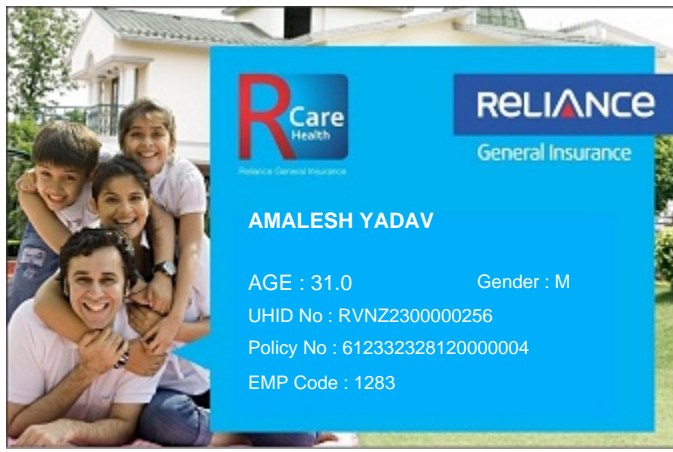 R Care
Health
Reliance General Insurance
RELIANCE
General Insurance
AMALESH YADAV
AGE : 31.0 Gender : M
UHID No : RVNZ2300000256
Policy No : 612332328120000004
EMP Code : 1283